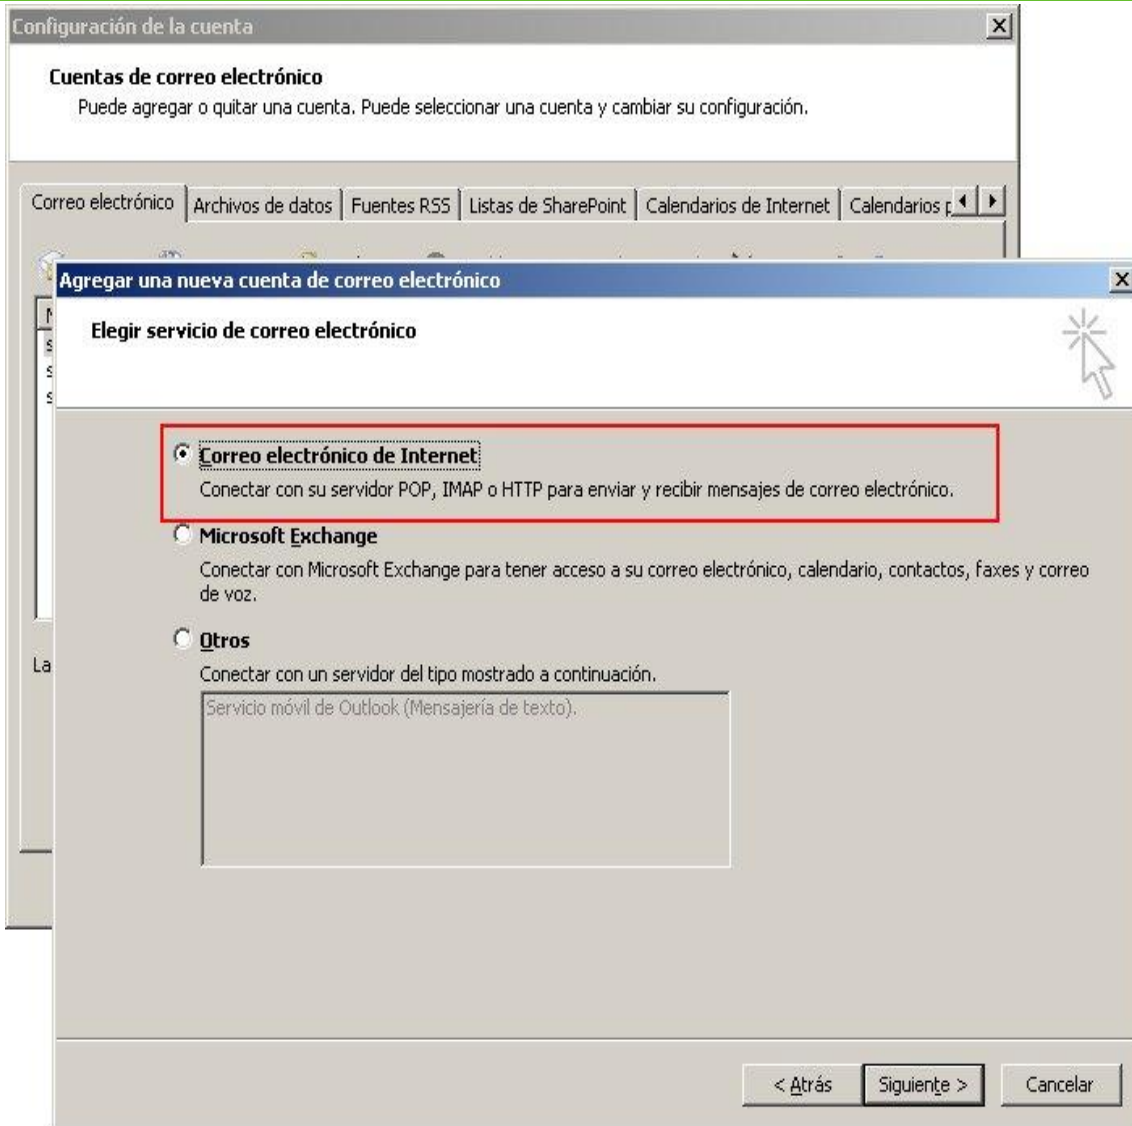 Configuración de la cuenta
Cuentas de correo electrónico
Puede agregar o quitar una cuenta. Puede seleccionar una cuenta y cambiar su configuración.
Correo electrónico Archivos de datos Fuentes RSS Listas de SharePoint Calendarios de Internet Calendarios
Agregar una nueva cuenta de correo electrónico
Elegir servicio de correo electrónico
Correo electrónico de Internet
Conectar con su servidor POP, IMAP o HTTP para enviar y recibir mensajes de correo electrónico.
Microsoft Exchange
Conectar con Microsoft Exchange para tener acceso a su correo electrónico, calendario, contactos, faxes y correo
de voz.
Otros
La
Conectar con un servidor del tipo mostrado a continuación.
Servicio móvil de Outlook (Mensajería de texto).
< Atrás Siguiente > Cancelar